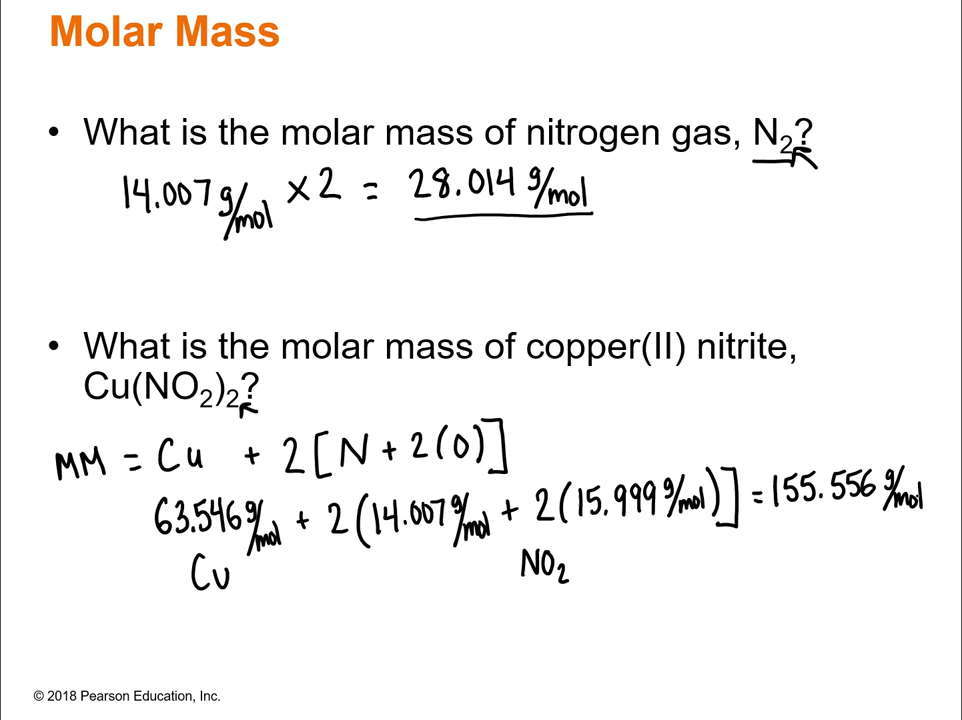 Molar Mass
• What is the molar mass of nitrogen gas, N₂?
14.007 g/mol × 2 = 28.014 g/mol
• What is the molar mass of copper(II) nitrite,
Cu(NO₂)₂?
MM = Cu + 2[N + 2(O)]
63.546 g/mol + 2(14.007 g/mol + 2(15.999 g/mol)] = 155.556 g/mol
Cu NO₂
© 2018 Pearson Education, Inc.